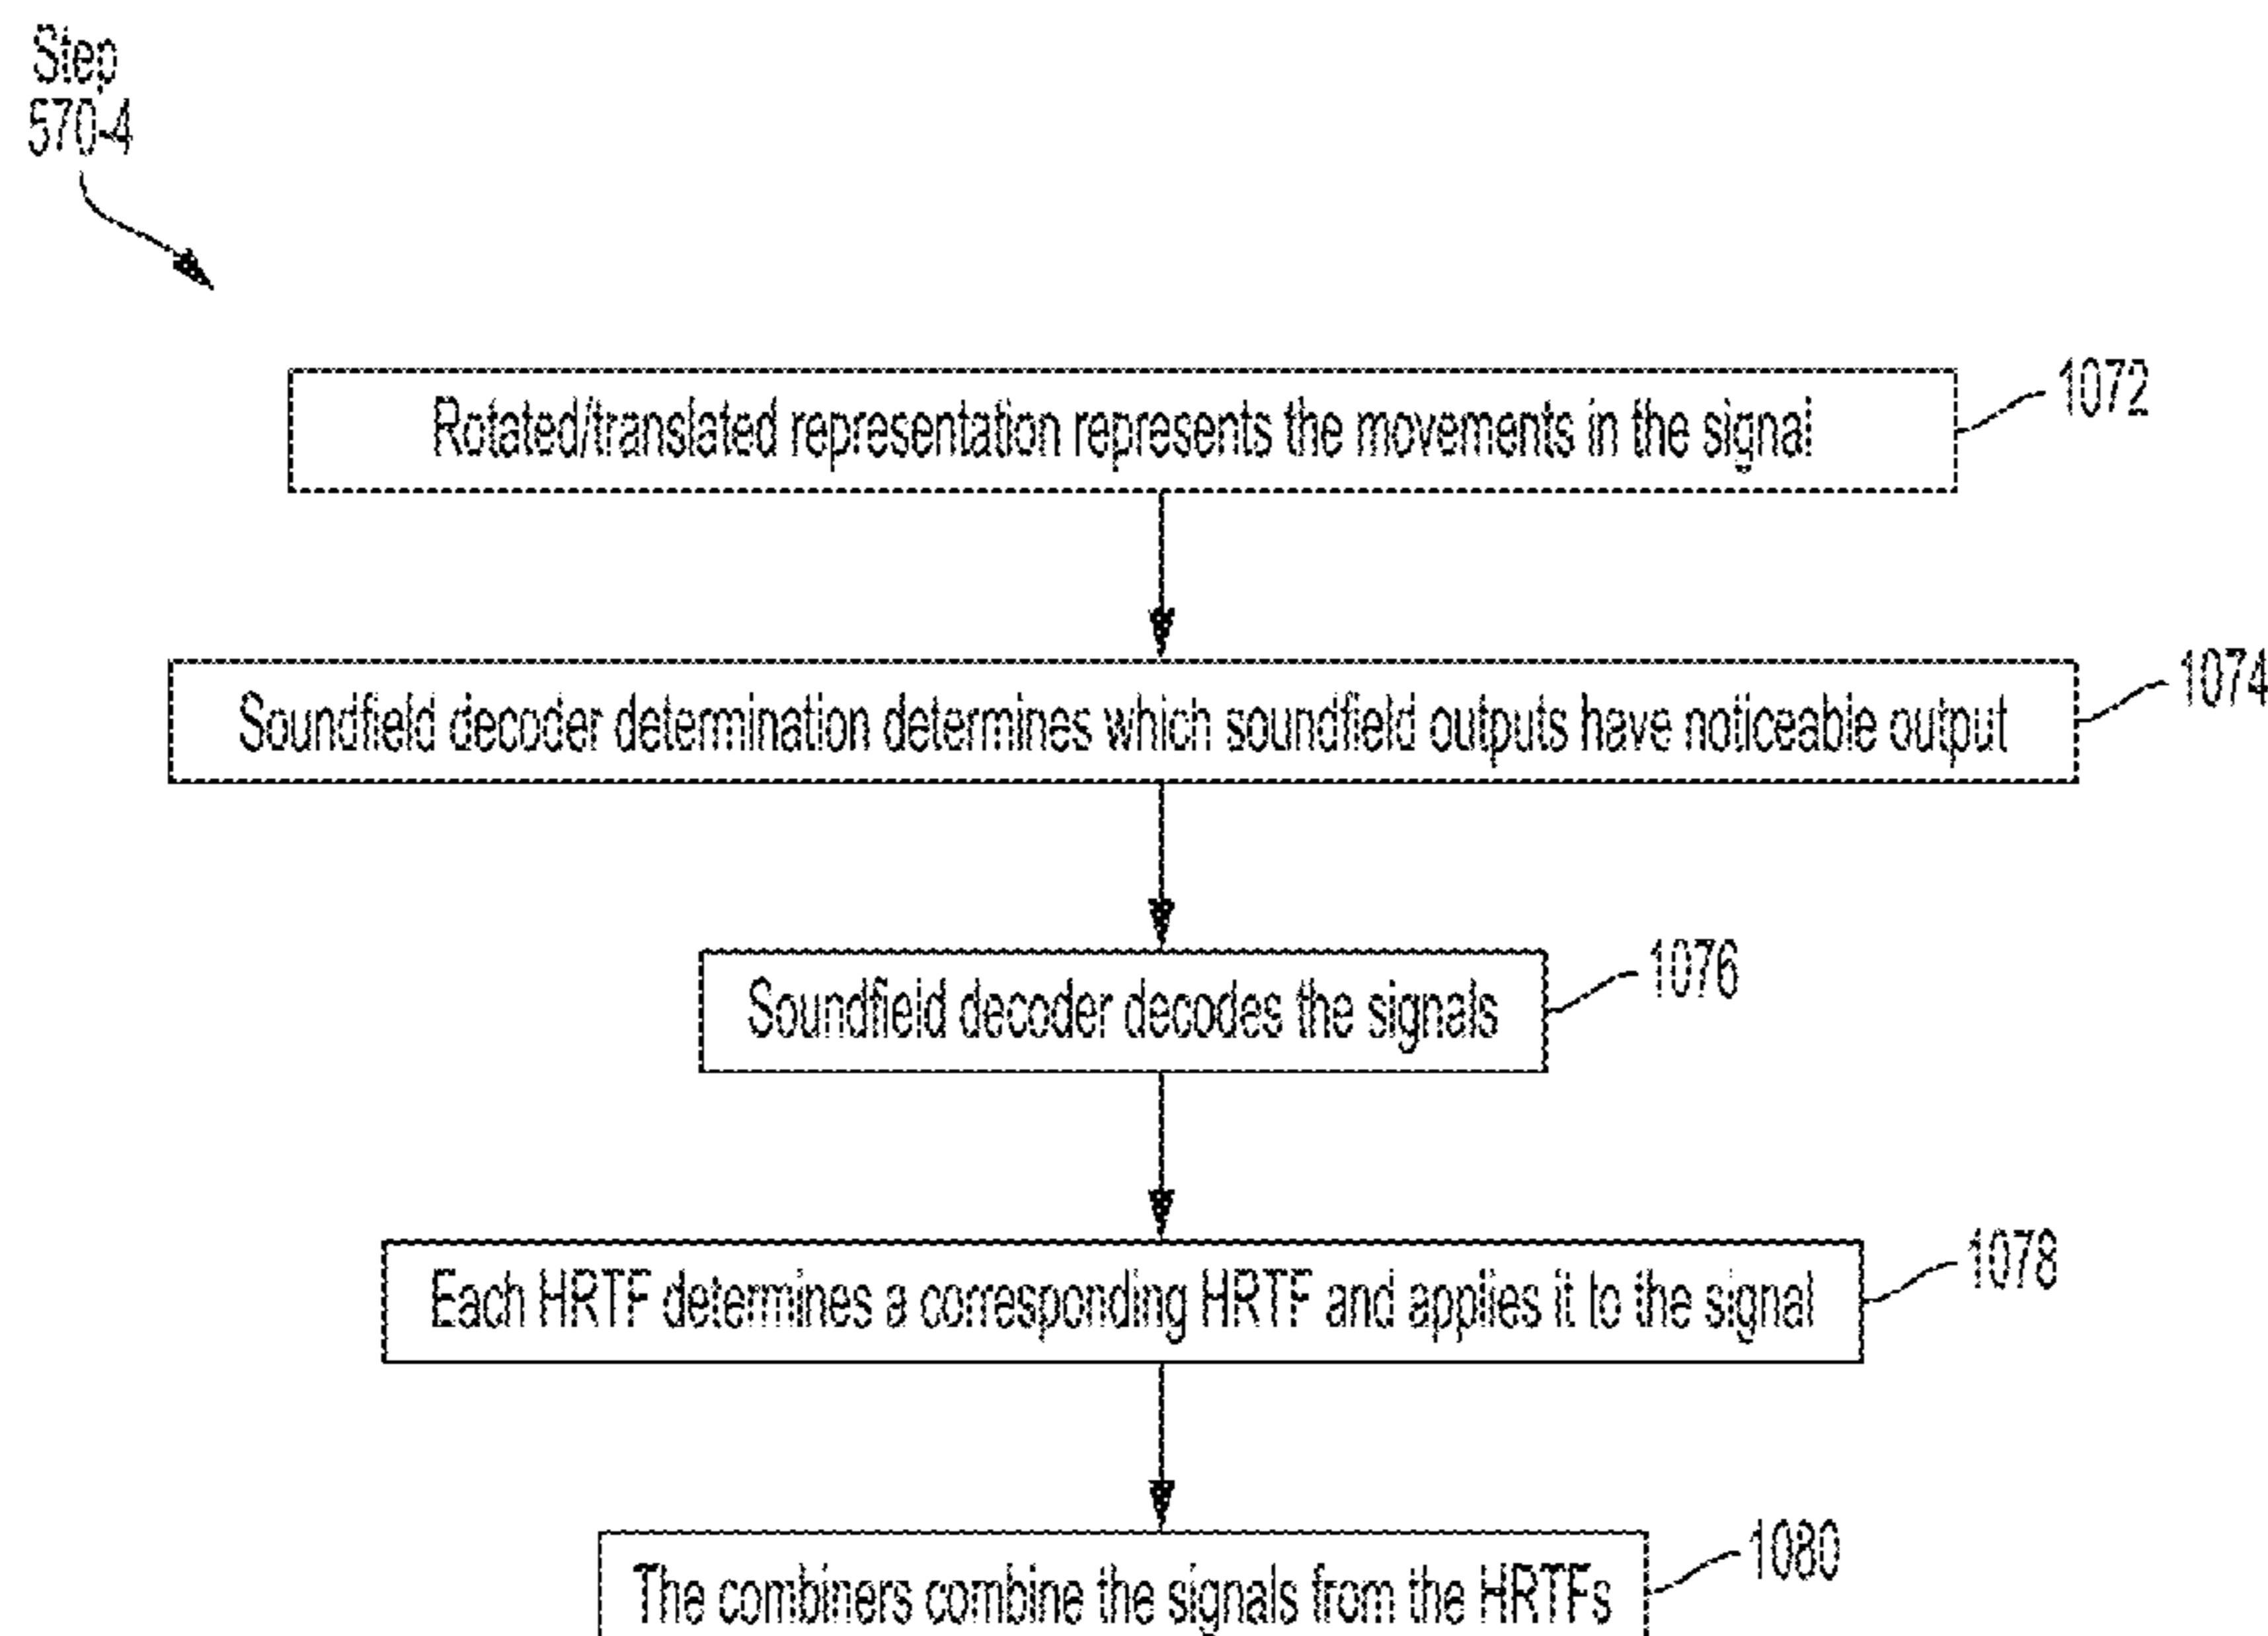 Step
570-4
Rotated/translated representation represents the movements in the signal
1072
Soundfield decoder determination determines which soundfield outputs have noticeable output
1074
Soundfield decoder decodes the signals
1076
Each HRTF determines a corresponding HRTF and applies it to the signal
1078
The combiners combine the signals from the HRTFs
1080